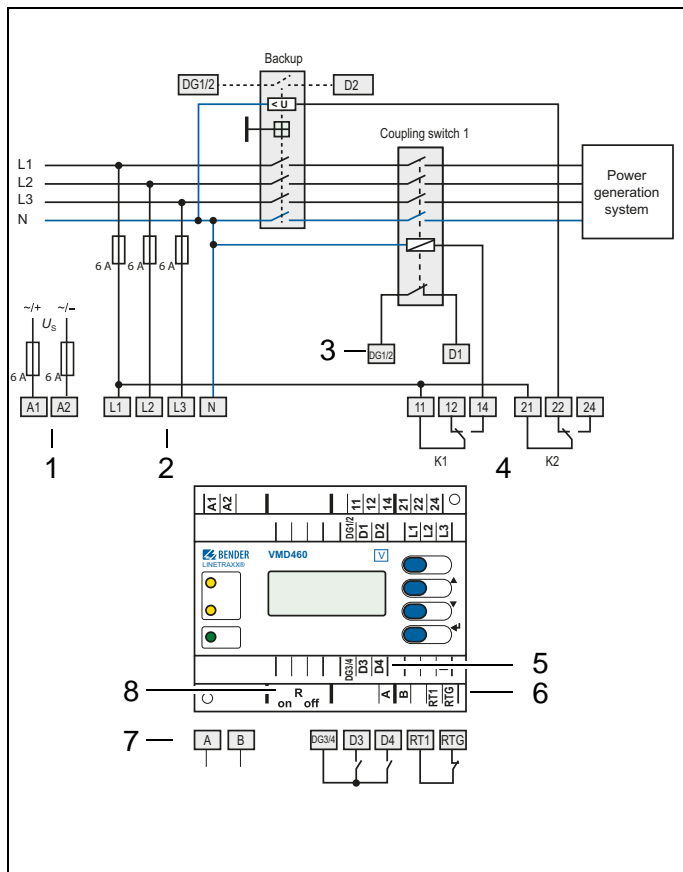 Backup
DG1/2 D2
< U
Coupling switch 1
L1
L2
L3
N
Power
generation
system
6 A 6 A 6 A
~/+ ~/–
US
3 DG1/2 D1
6 A 6 A
A1 A2 L1 L2 L3 N 11 12 14 21 22 24
K1 K2
1 2 4
A1 A2 11 12 14 21 22 24
DG1/2 D1 D2 L1 L2 L3
BENDER VMD460 V
LINETRAXX®
DG3/4 D3 D4 5
8 R A B RT1 RTG 6
on off
7 A B DG3/4 D3 D4 RT1 RTG